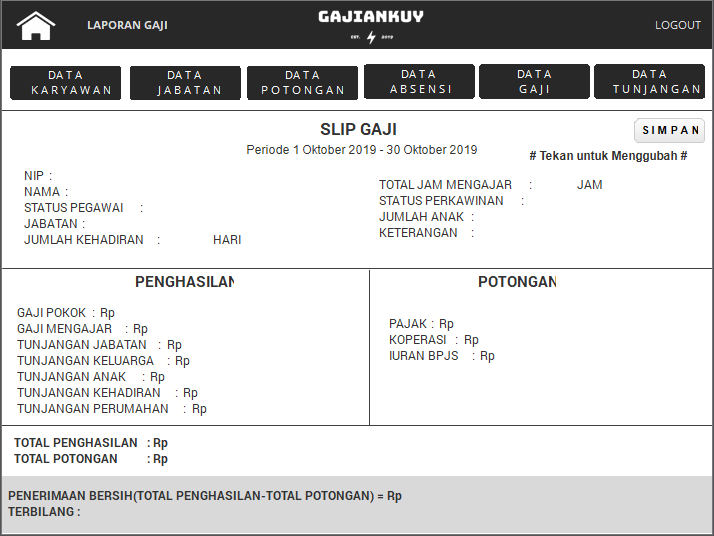 LAPORAN GAJI
GAJIANKUY
EST. 2019
LOGOUT
DATA KARYAWAN
DATA JABATAN
DATA POTONGAN
DATA ABSENSI
DATA GAJI
DATA TUNJANGAN
SLIP GAJI
SIMPAN
Periode 1 Oktober 2019 - 30 Oktober 2019
# Tekan untuk Menggubah #
NIP :
NAMA :
STATUS PEGAWAI :
JABATAN :
JUMLAH KEHADIRAN : HARI
TOTAL JAM MENGAJAR : JAM
STATUS PERKAWINAN :
JUMLAH ANAK :
KETERANGAN :
PENGHASILAN
GAJI POKOK : Rp
GAJI MENGAJAR : Rp
TUNJANGAN JABATAN : Rp
TUNJANGAN KELUARGA : Rp
TUNJANGAN ANAK : Rp
TUNJANGAN KEHADIRAN : Rp
TUNJANGAN PERUMAHAN : Rp
POTONGAN
PAJAK : Rp
KOPERASI : Rp
IURAN BPJS : Rp
TOTAL PENGHASILAN : Rp
TOTAL POTONGAN : Rp
PENERIMAAN BERSIH(TOTAL PENGHASILAN-TOTAL POTONGAN) = Rp
TERBILANG :